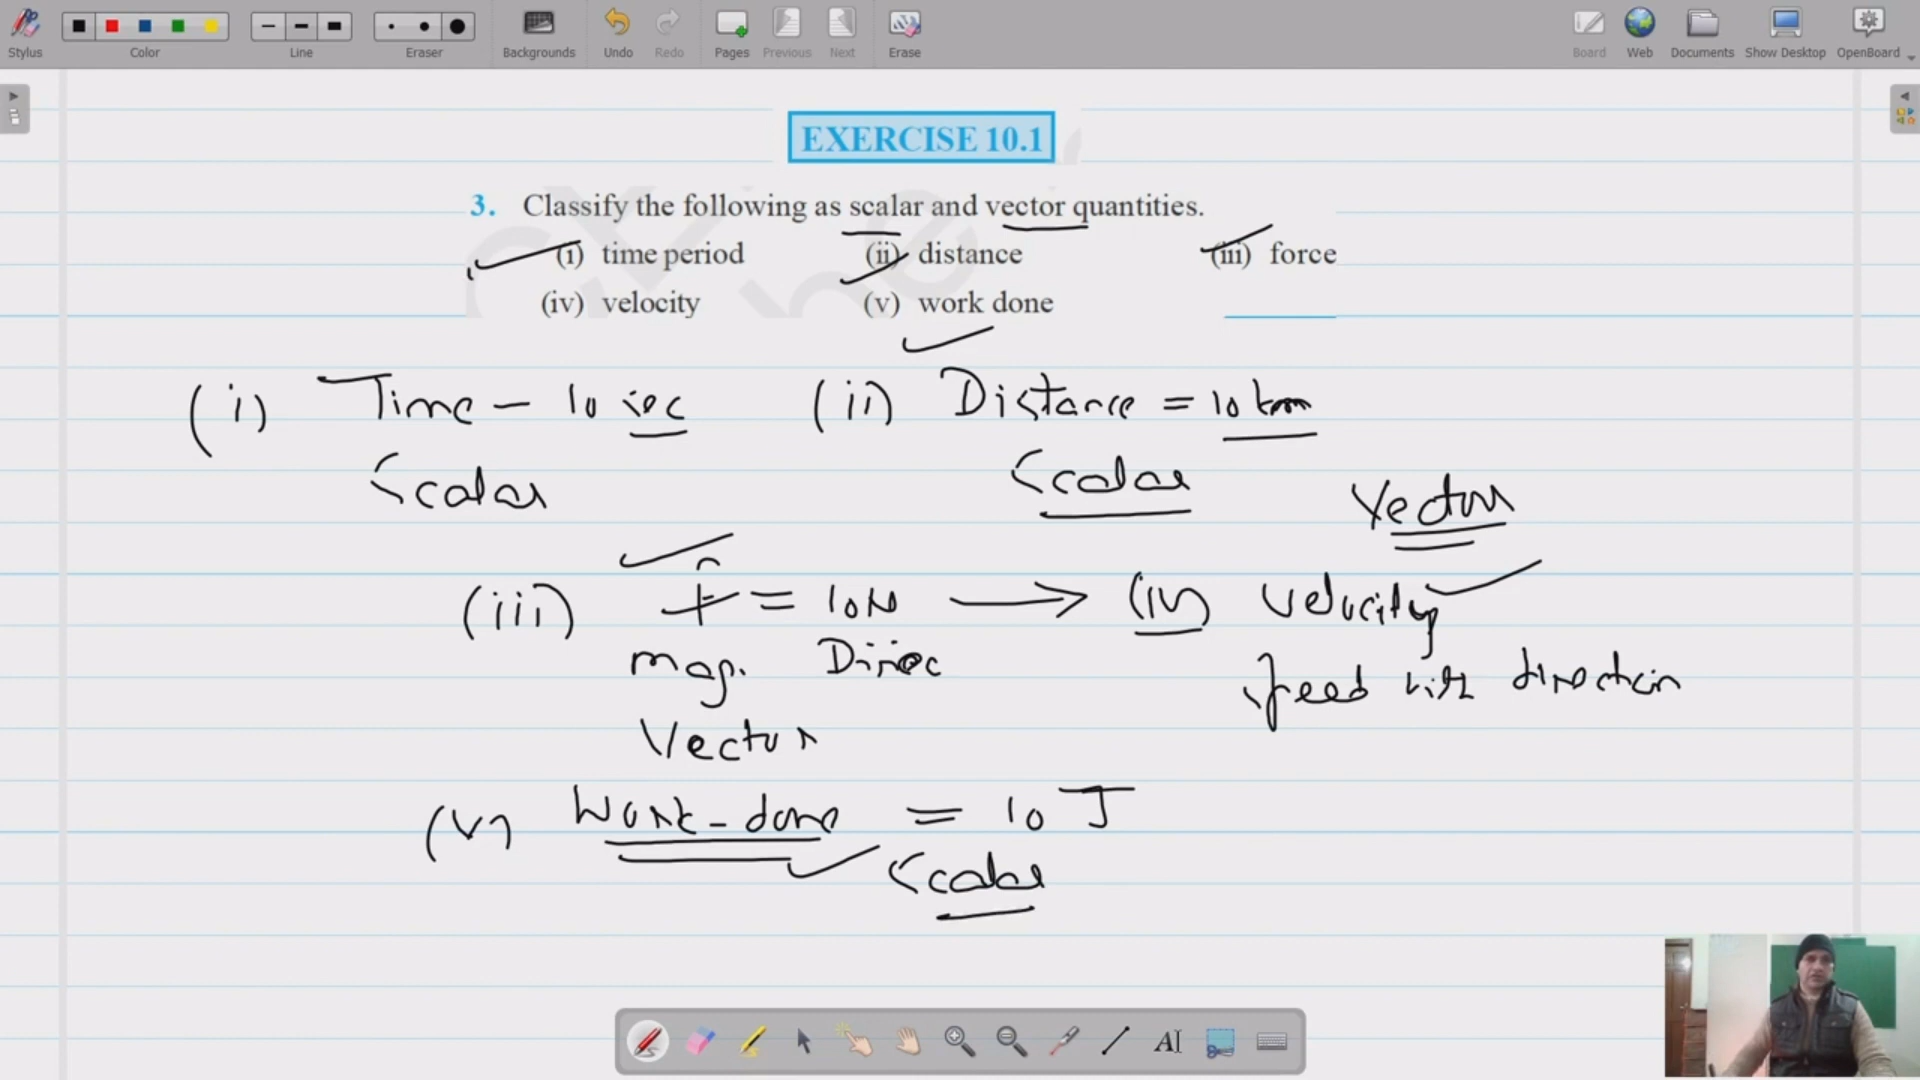 Stylus Color Line Eraser Backgrounds Undo Redo Pages Previous Next Erase Board Web Documents Show Desktop OpenBoard
EXERCISE 10.1
3. Classify the following as scalar and vector quantities.
(i) time period (ii) distance (iii) force
(iv) velocity (v) work done
(i) Time - 10 sec (ii) Distance = 10 km
Scalar Scalar Vector
(iii) F = 10N (iv) Velocity
mag. Direc speed with direction
Vector
(v) Work-done = 10 J
Scalar
AI